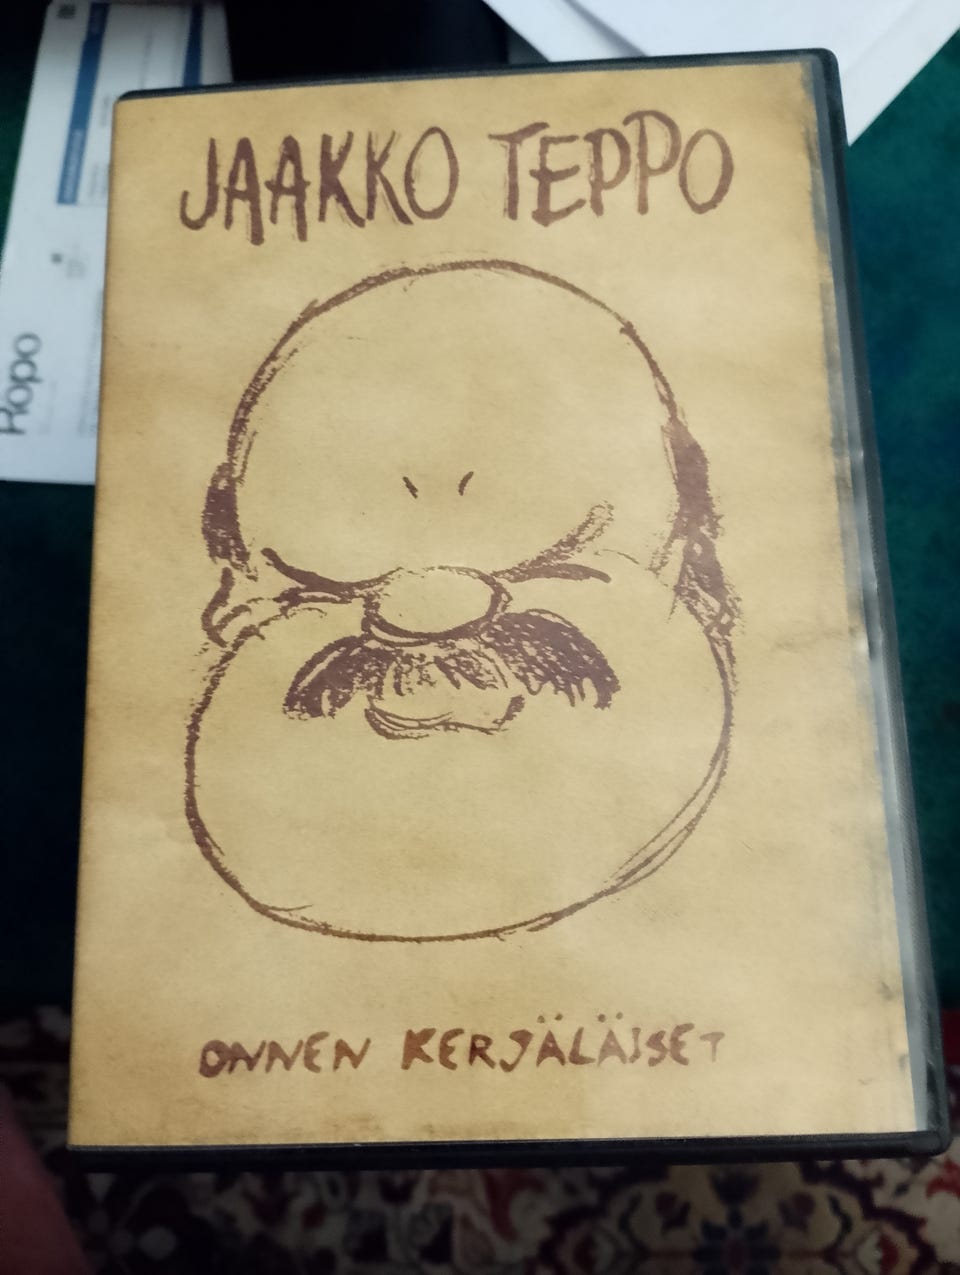 JAAKKO TEPPO
ONNEN KERJÄLÄISET
Ropo